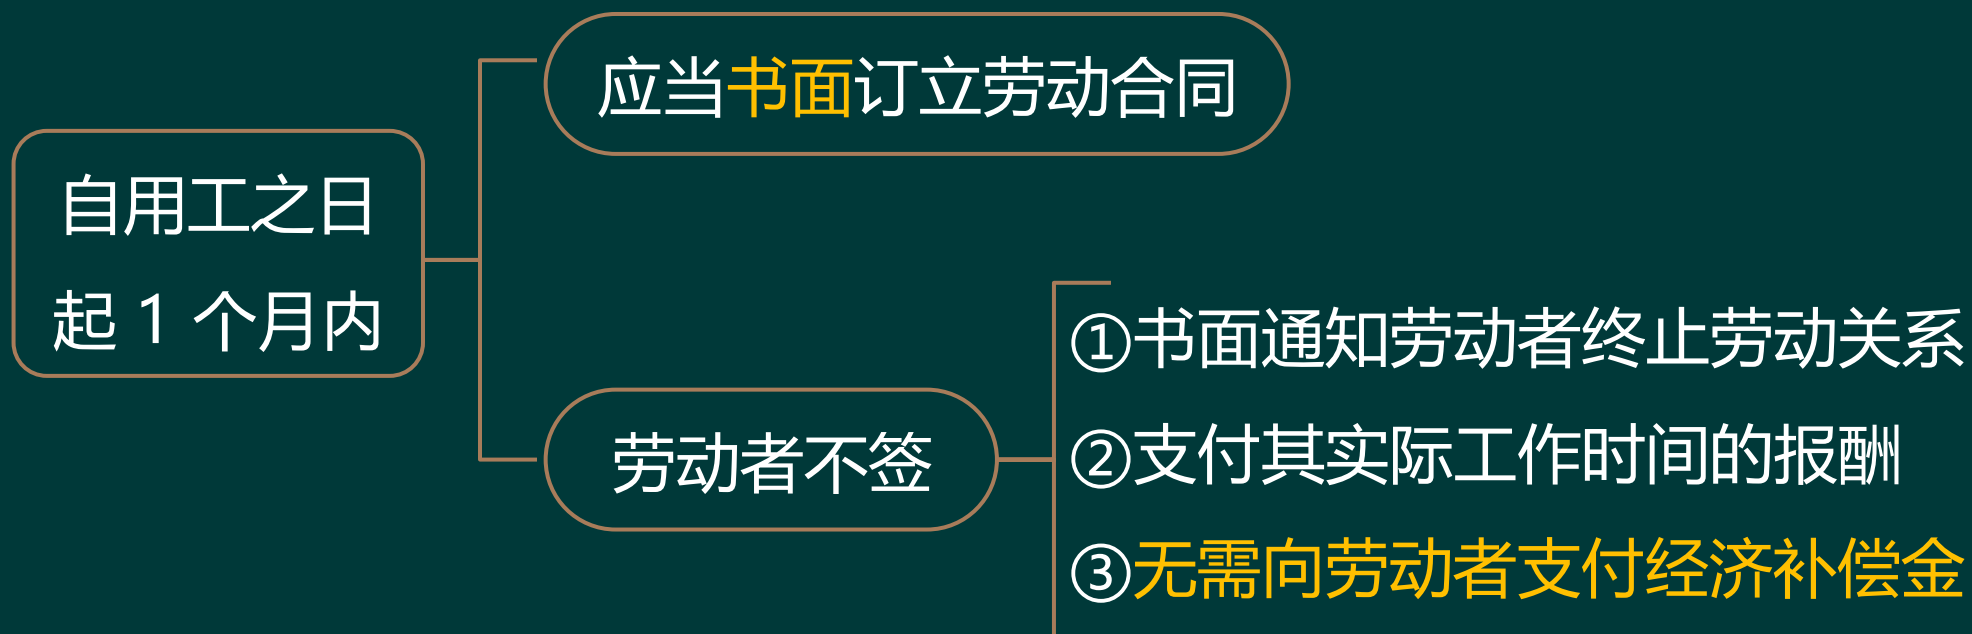 应当书面订立劳动合同
自用工之日
起 1 个月内
劳动者不签
①书面通知劳动者终止劳动关系
②支付其实际工作时间的报酬
③无需向劳动者支付经济补偿金